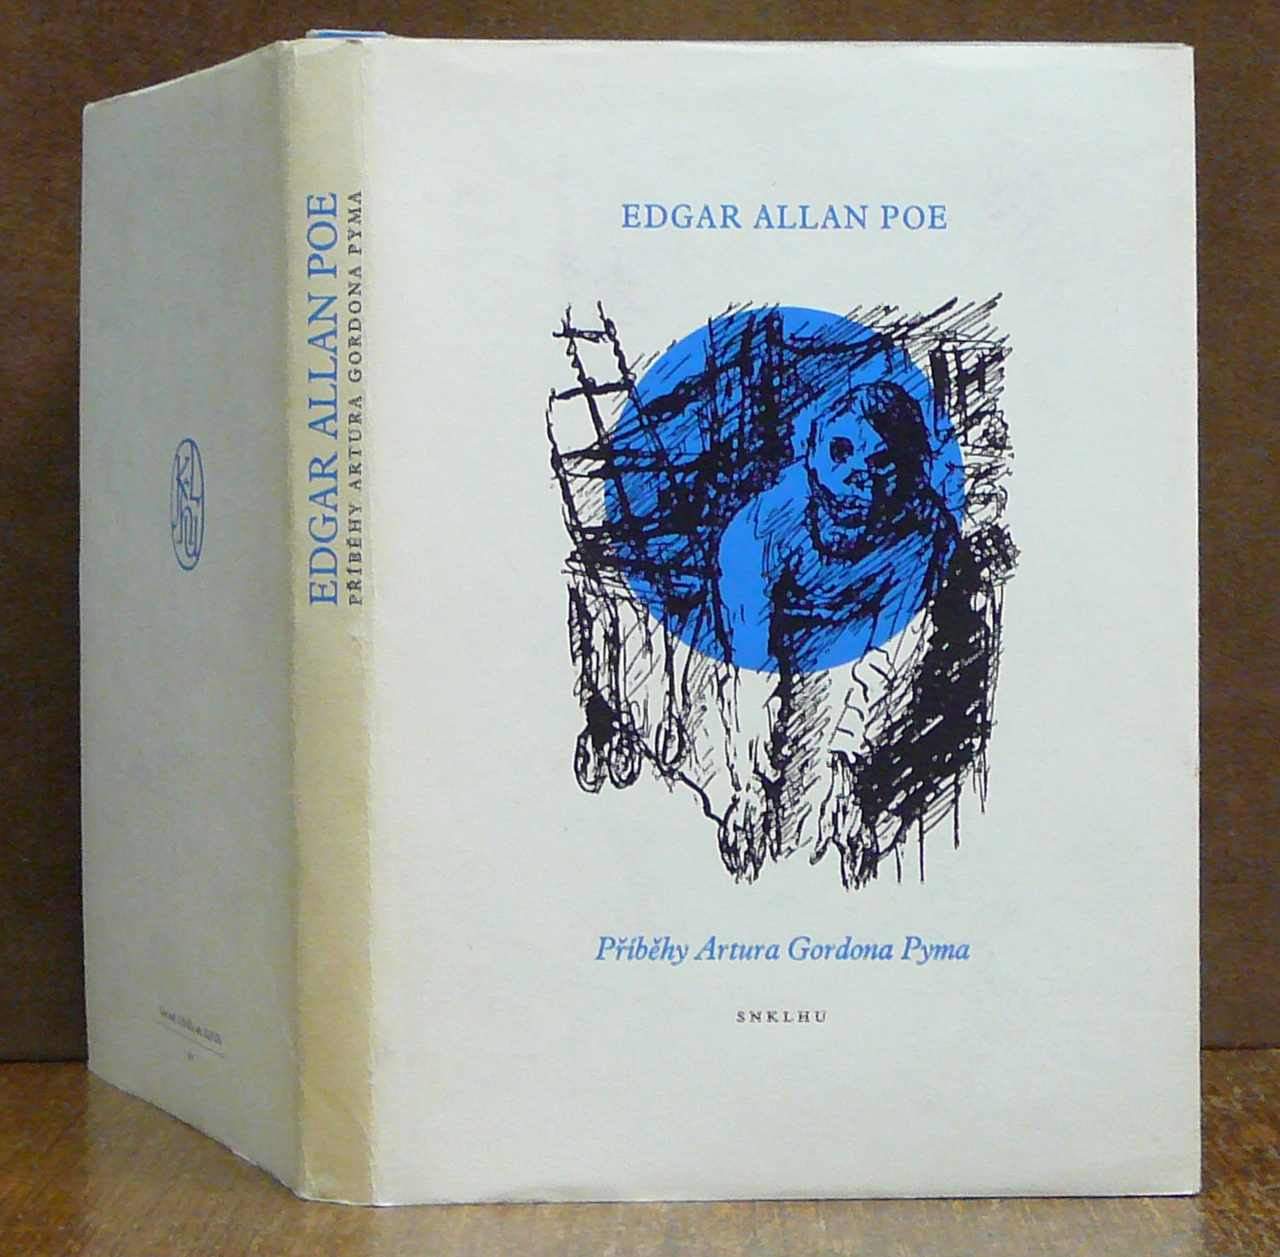 EDGAR ALLAN POE
PŘÍBĚHY ARTURA GORDONA PYMA
EDGAR ALLAN POE
Příběhy Artura Gordona Pyma
SNKLHU